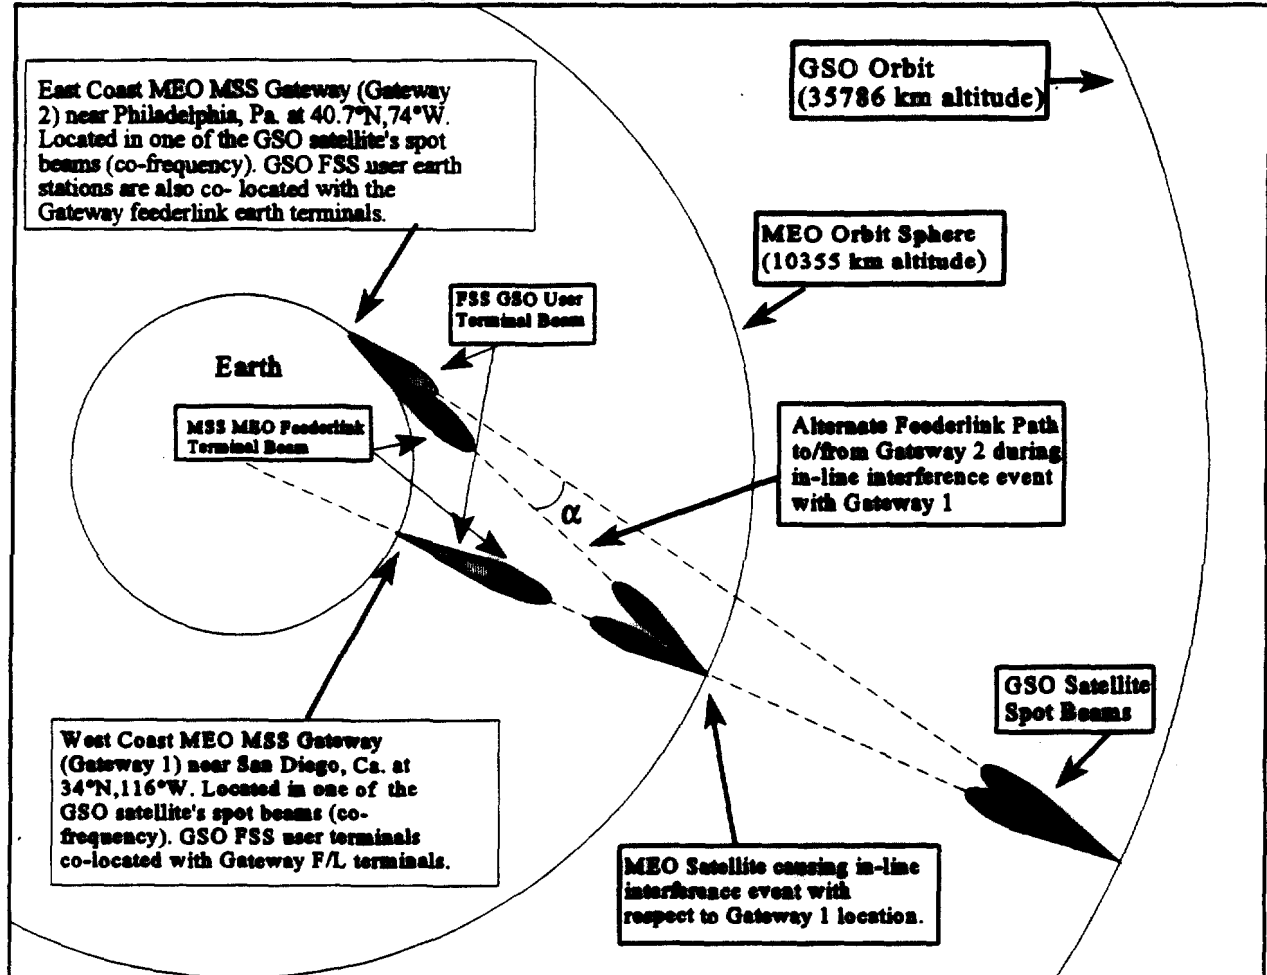 East Coast MEO MSS Gateway (Gateway
2) near Philadelphia, Pa. at 40.7°N,74°W.
Located in one of the GSO satellite's spot
beams (co-frequency). GSO FSS user earth
stations are also co- located with the
Gateway feederlink earth terminals.
GSO Orbit
(35786 km altitude)
MEO Orbit Sphere
(10355 km altitude)
FSS GSO User
Terminal Beam
Earth
MSS MEO Feederlink
Terminal Beam
Alternate Feederlink Path
to/from Gateway 2 during
in-line interference event
with Gateway 1
α
GSO Satellite
Spot Beams
West Coast MEO MSS Gateway
(Gateway 1) near San Diego, Ca. at
34°N,116°W. Located in one of the
GSO satellite's spot beams (co-
frequency). GSO FSS user terminals
co-located with Gateway F/L terminals.
MEO Satellite causing in-line
interference event with
respect to Gateway 1 location.